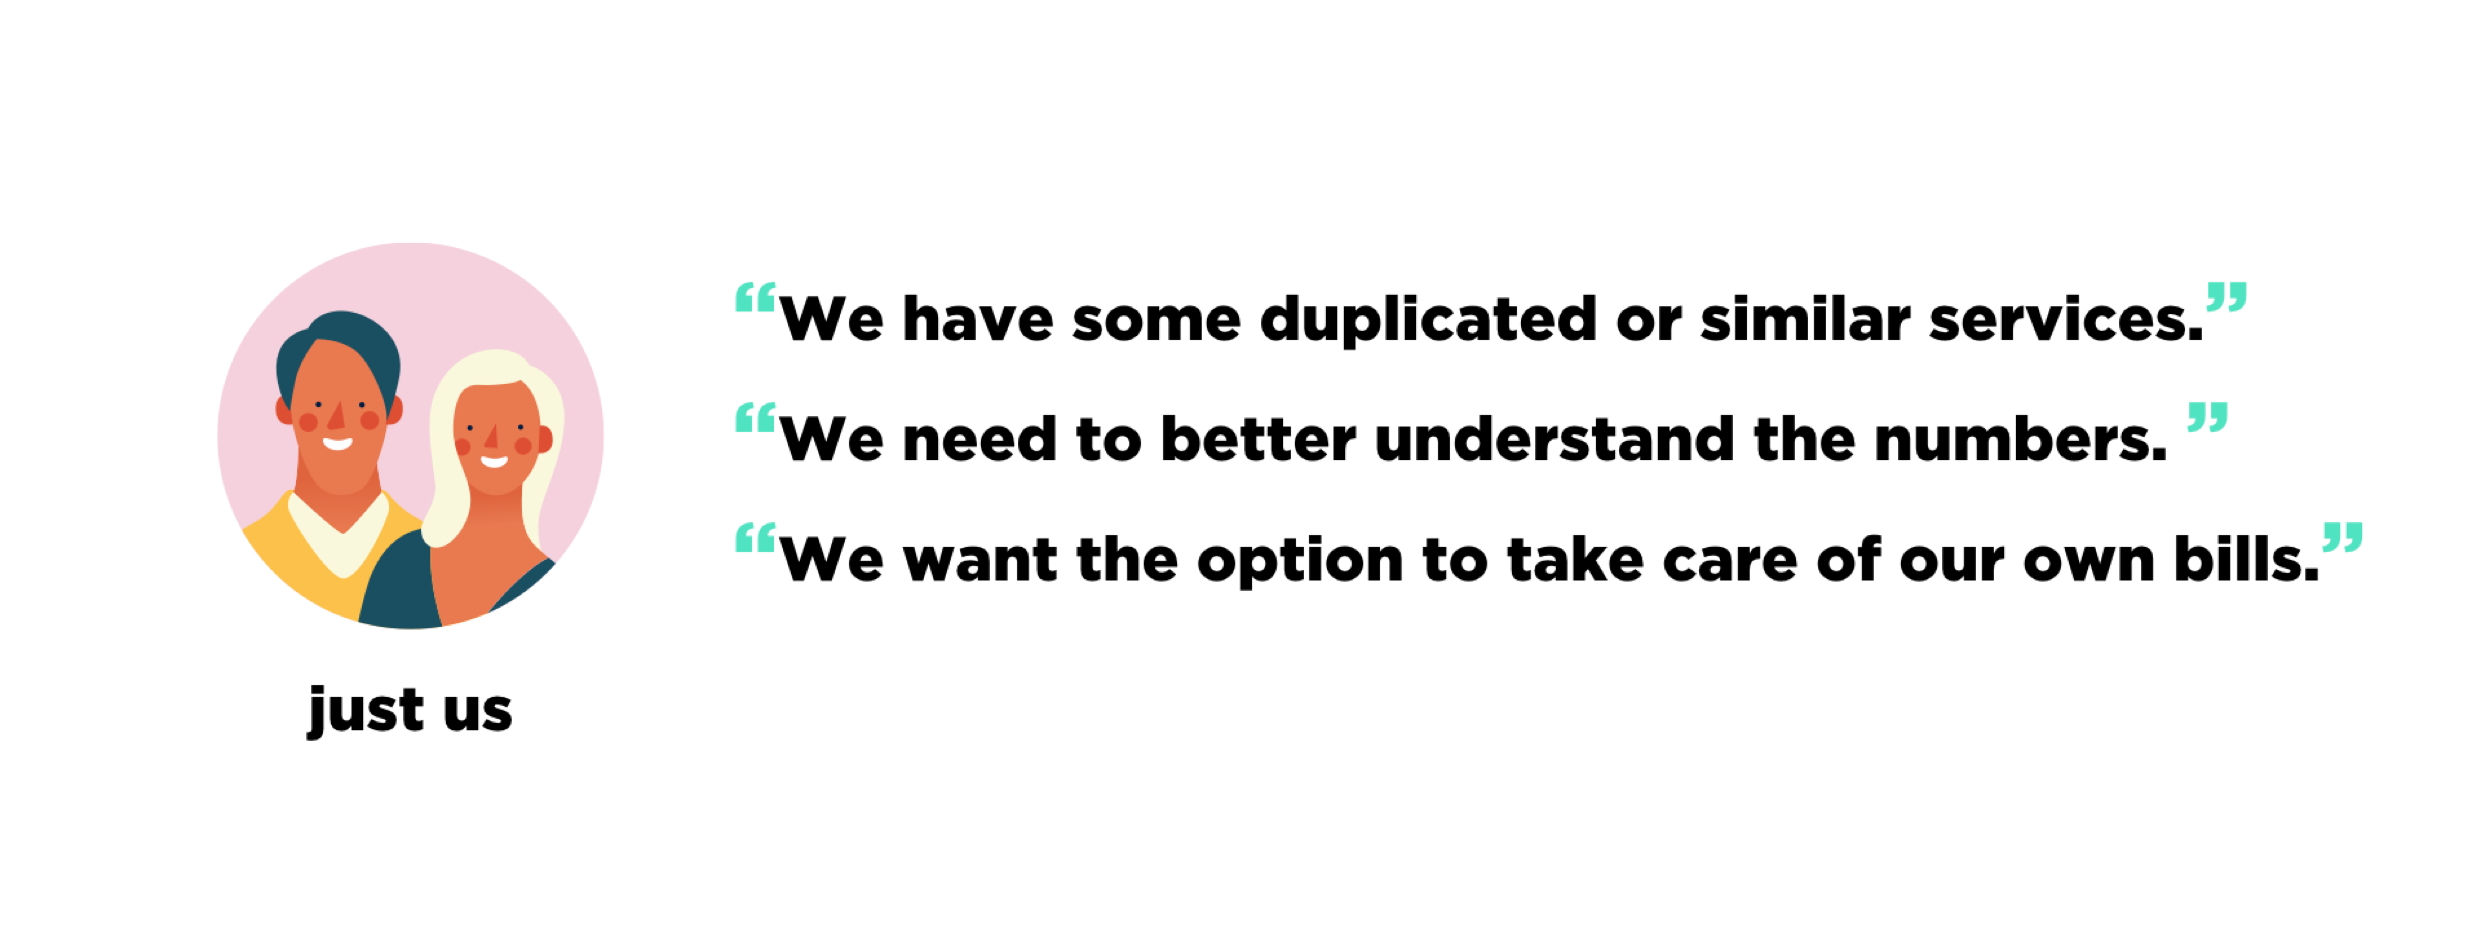 “We have some duplicated or similar services.”
“We need to better understand the numbers. ”
“We want the option to take care of our own bills.”
just us